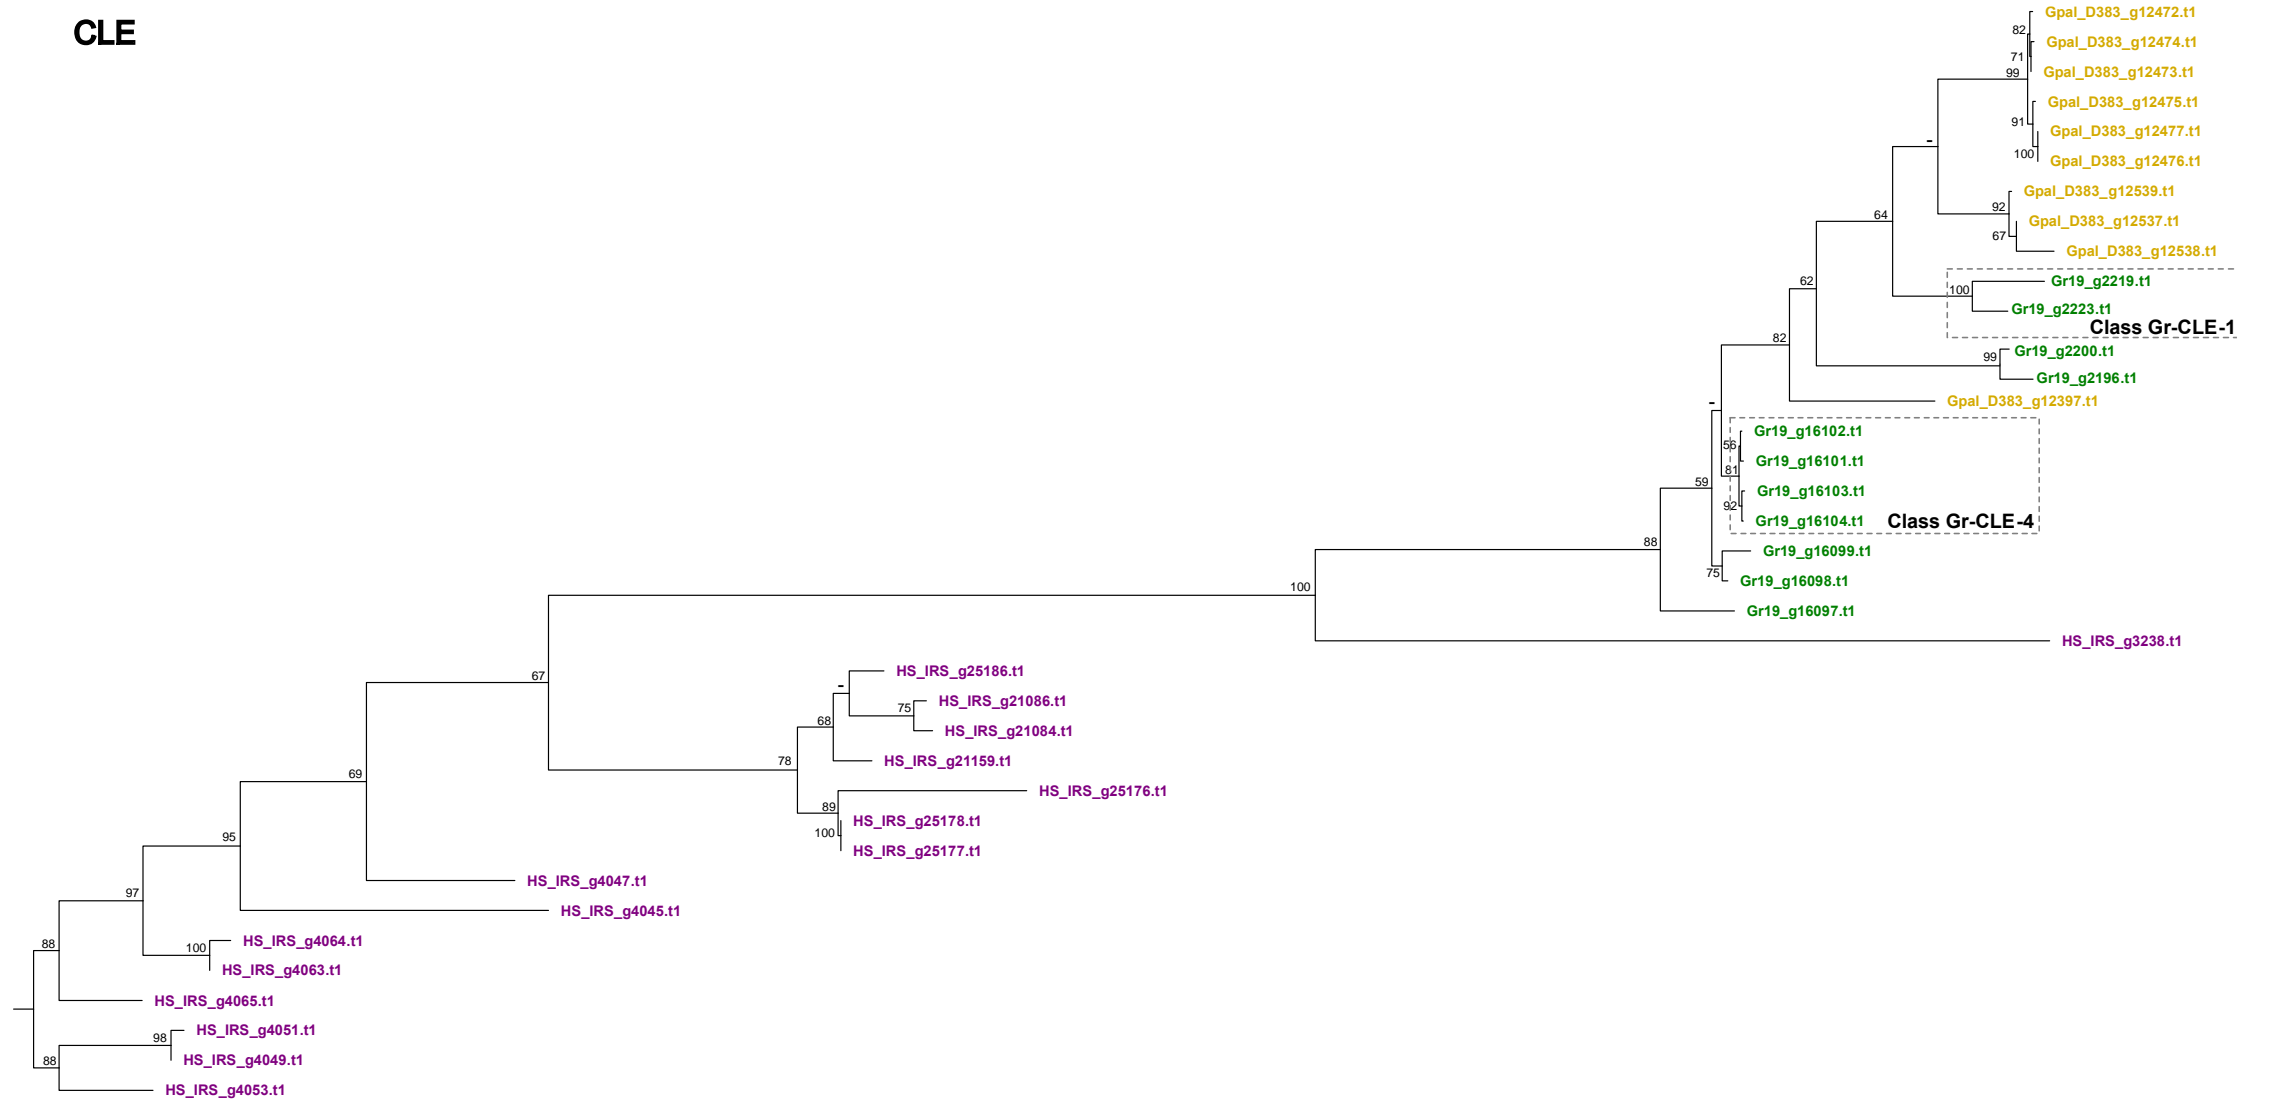 CLE
Gpal_D383_g12472.t1
82
Gpal_D383_g12474.t1
71
Gpal_D383_g12473.t1
99
Gpal_D383_g12475.t1
91
Gpal_D383_g12477.t1
-
100
Gpal_D383_g12476.t1
Gpal_D383_g12539.t1
92
64
Gpal_D383_g12537.t1
67
Gpal_D383_g12538.t1
62
Gr19_g2219.t1
100
Gr19_g2223.t1
Class Gr-CLE-1
82
Gr19_g2200.t1
99
Gr19_g2196.t1
Gpal_D383_g12397.t1
-
Gr19_g16102.t1
56
Gr19_g16101.t1
81
59
Gr19_g16103.t1
92
Gr19_g16104.t1
Class Gr-CLE-4
88
Gr19_g16099.t1
75
Gr19_g16098.t1
100
Gr19_g16097.t1
HS_IRS_g3238.t1
67
HS_IRS_g25186.t1
-
HS_IRS_g21086.t1
75
68
HS_IRS_g21084.t1
78
HS_IRS_g21159.t1
69
HS_IRS_g25176.t1
89
HS_IRS_g25178.t1
100
HS_IRS_g25177.t1
95
HS_IRS_g4047.t1
97
HS_IRS_g4045.t1
88
100
HS_IRS_g4064.t1
HS_IRS_g4063.t1
HS_IRS_g4065.t1
HS_IRS_g4051.t1
98
HS_IRS_g4049.t1
88
HS_IRS_g4053.t1